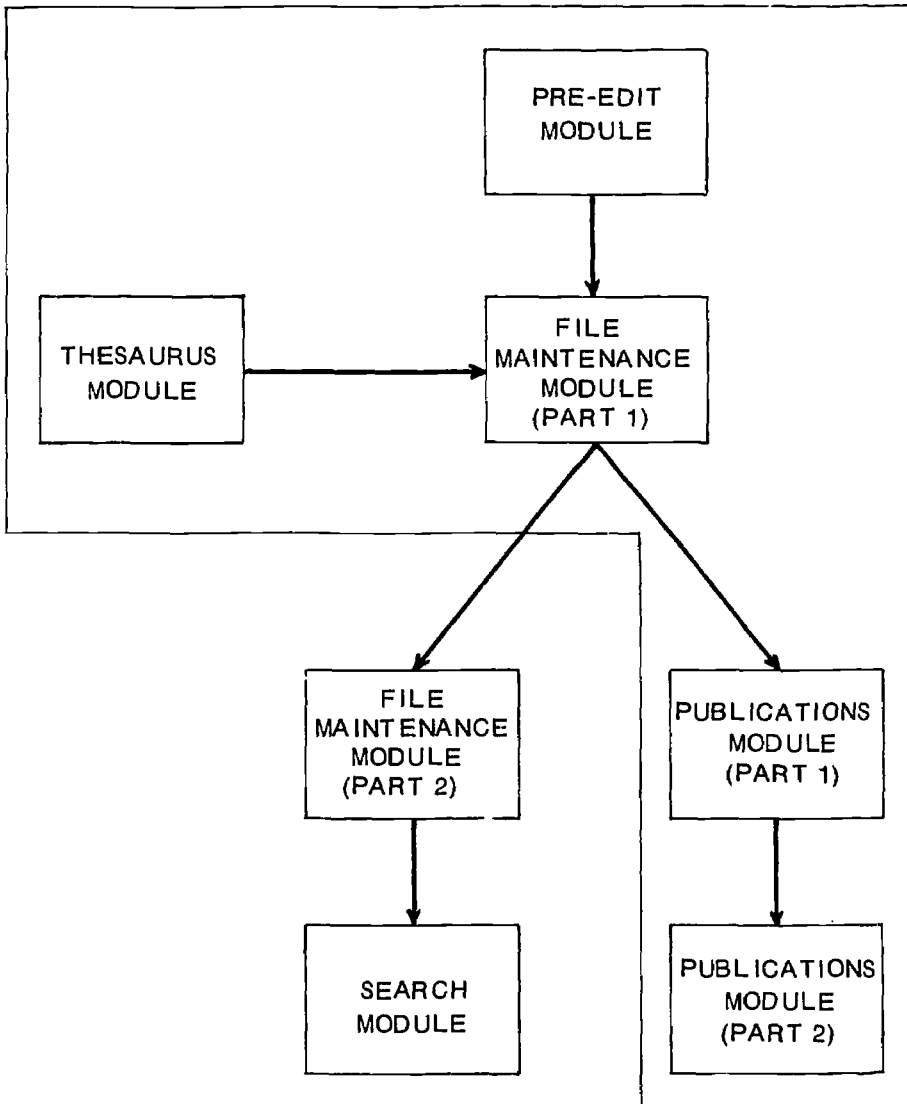 PRE-EDIT
MODULE
THESAURUS
MODULE
FILE
MAINTENANCE
MODULE
(PART 1)
FILE
MAINTENANCE
MODULE
(PART 2)
PUBLICATIONS
MODULE
(PART 1)
SEARCH
MODULE
PUBLICATIONS
MODULE
(PART 2)